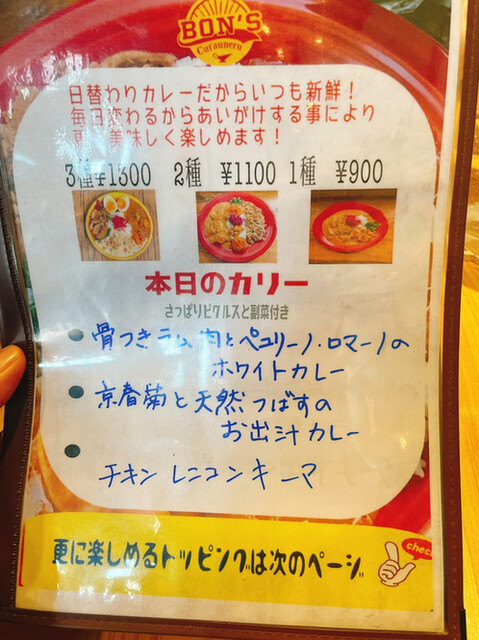 BON'S
Curanneru
日替わりカレーだからいつも新鮮！
毎日変わるからあいがけする事により
美味しく楽しめます！
3種¥1300 2種 ¥1100 1種 ¥900
本日のカリー
さっぱりピクルスと副菜付き
骨つきラム肉とペコリーノ・ロマーノの
ホワイトカレー
京春菊と天然つばすの
お出汁カレー
チキンレンコンキーマ
更に楽しめるトッピングは次のページ
check